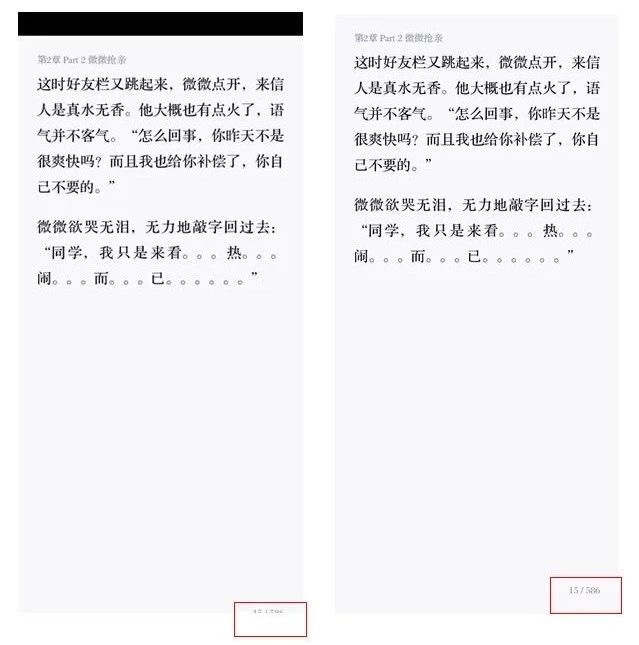 第2章 Part 2 微微抢亲
这时好友栏又跳起来，微微点开，来信
人是真水无香。他大概也有点火了，语
气并不客气。“怎么回事，你昨天不是
很爽快吗？而且我也给你补偿了，你自
己不要的。”
微微欲哭无泪，无力地敲字回过去：
“同学，我只是来看。。。热。。。
闹。。。而。。。已。。。。。。”
15 / 586
第2章 Part 2 微微抢亲
这时好友栏又跳起来，微微点开，来信
人是真水无香。他大概也有点火了，语
气并不客气。“怎么回事，你昨天不是
很爽快吗？而且我也给你补偿了，你自
己不要的。”
微微欲哭无泪，无力地敲字回过去：
“同学，我只是来看。。。热。。。
闹。。。而。。。已。。。。。。”
15 / 586